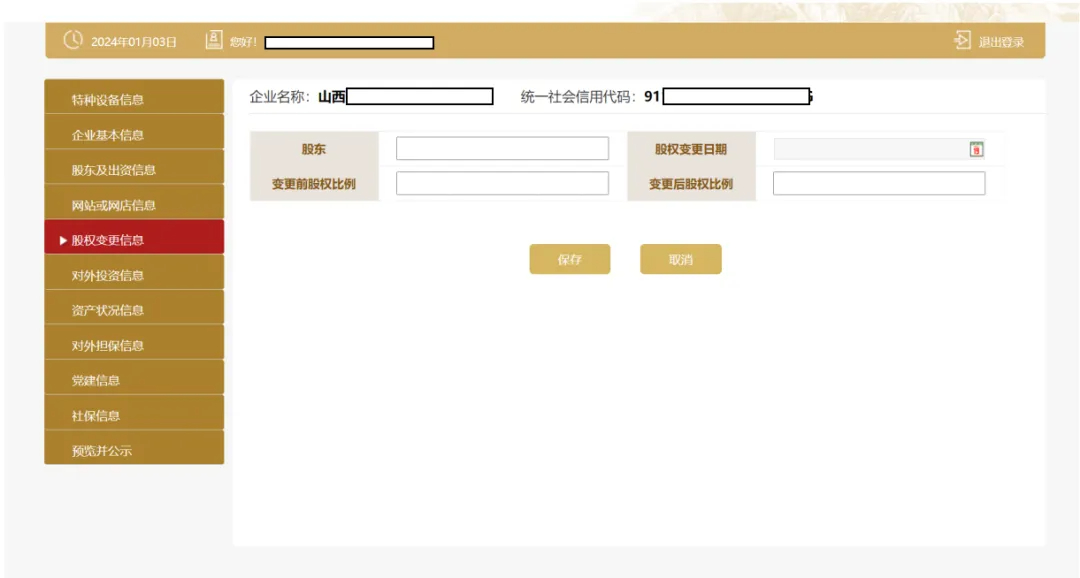 2024年01月03日 您好! 退出登录
特种设备信息
企业基本信息
股东及出资信息
网站或网店信息
股权变更信息
对外投资信息
资产状况信息
对外担保信息
党建信息
社保信息
预览并公示
企业名称: 山西 统一社会信用代码: 91
股东 股权变更日期
变更前股权比例 变更后股权比例
保存 取消